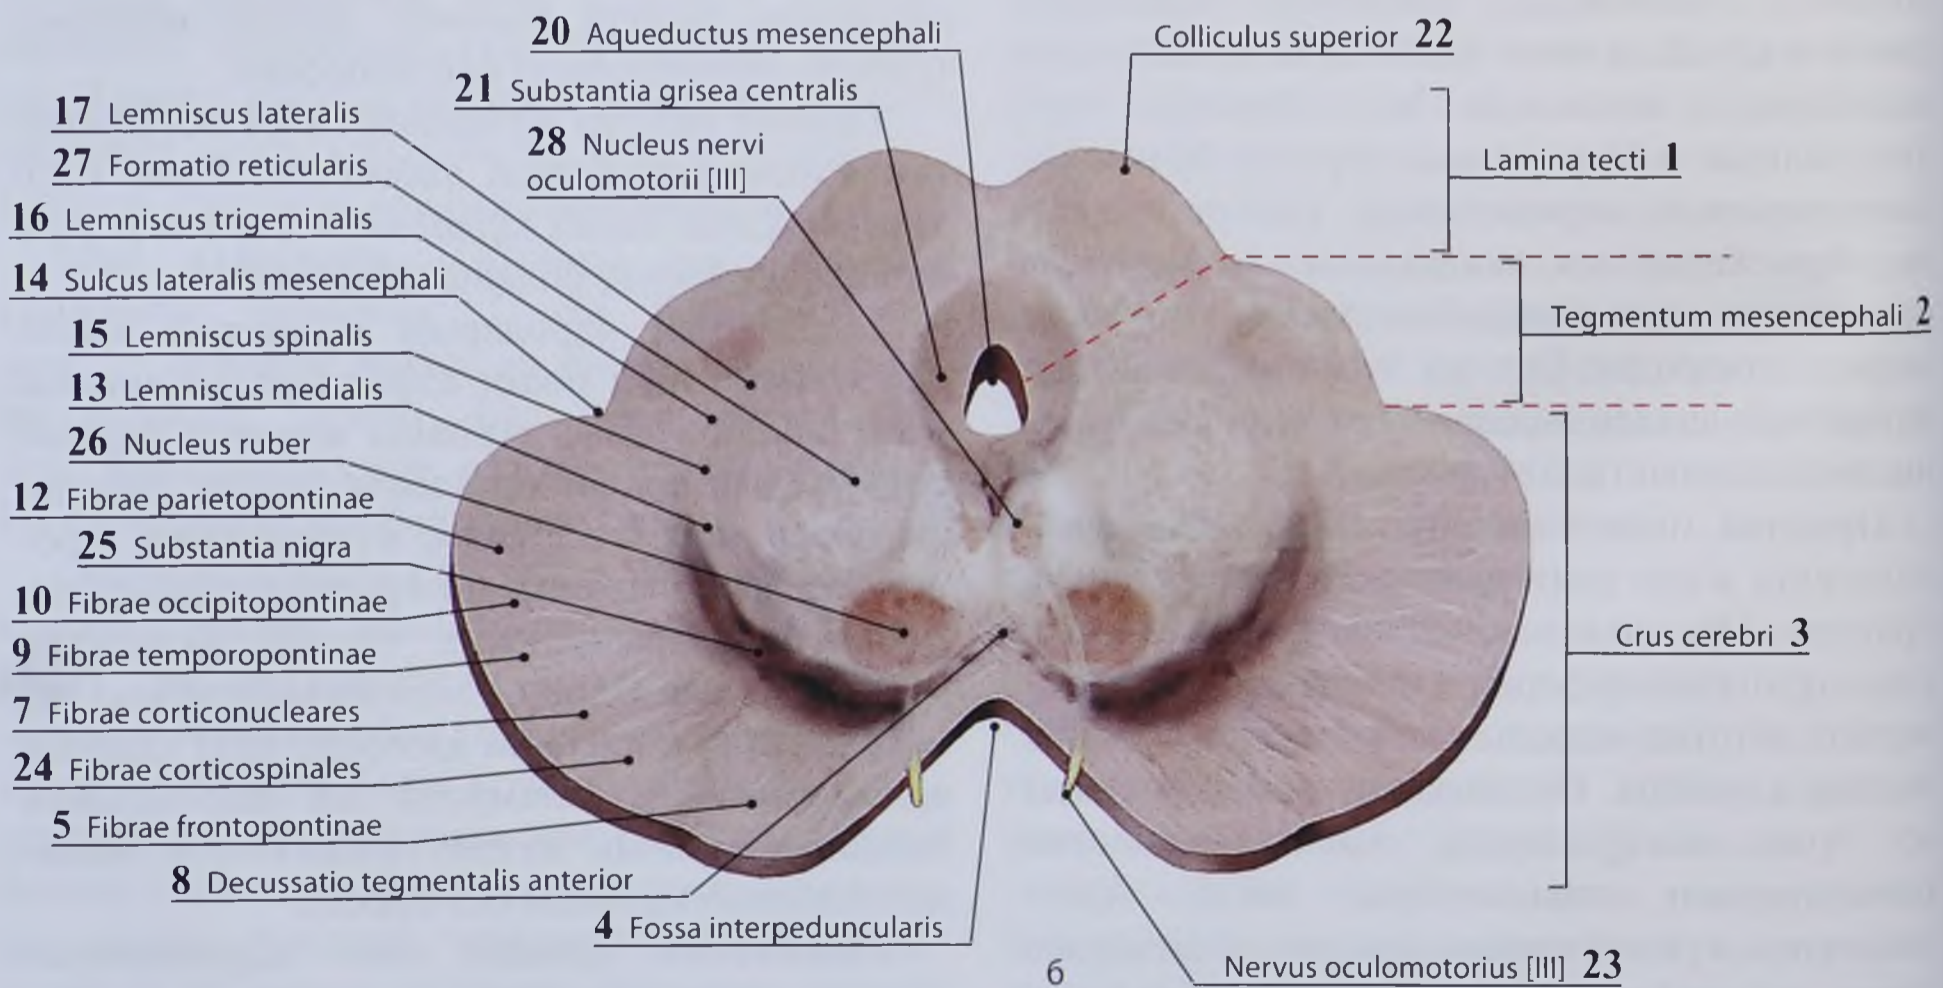 20 Aqueductus mesencephali
Colliculus superior 22
21 Substantia grisea centralis
17 Lemniscus lateralis
28 Nucleus nervi
oculomotorii [III]
27 Formatio reticularis
Lamina tecti 1
16 Lemniscus trigeminalis
14 Sulcus lateralis mesencephali
Tegmentum mesencephali 2
15 Lemniscus spinalis
13 Lemniscus medialis
26 Nucleus ruber
12 Fibrae parietopontinae
25 Substantia nigra
10 Fibrae occipitopontinae
Crus cerebri 3
9 Fibrae temporopontinae
7 Fibrae corticonucleares
24 Fibrae corticospinales
5 Fibrae frontopontinae
8 Decussatio tegmentalis anterior
4 Fossa interpeduncularis
б
Nervus oculomotorius [III] 23